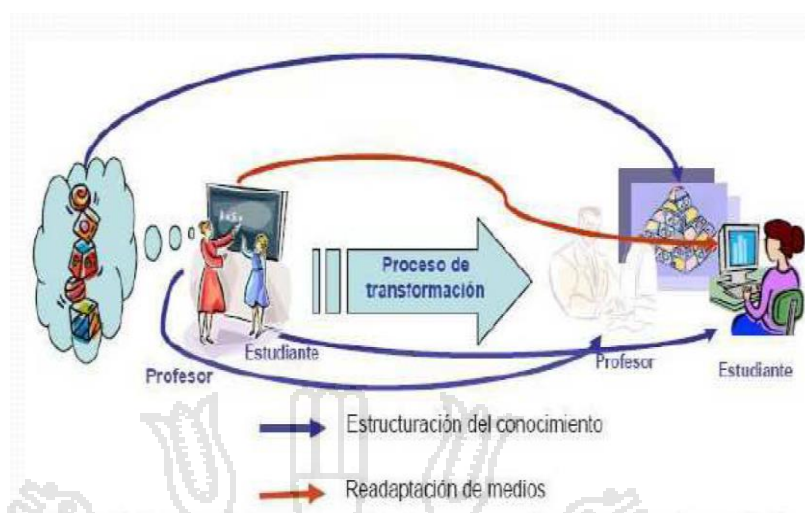 Proceso de
transformación
Estudiante
Profesor
Profesor
Estudiante
Estructuración del conocimiento
Readaptación de medios